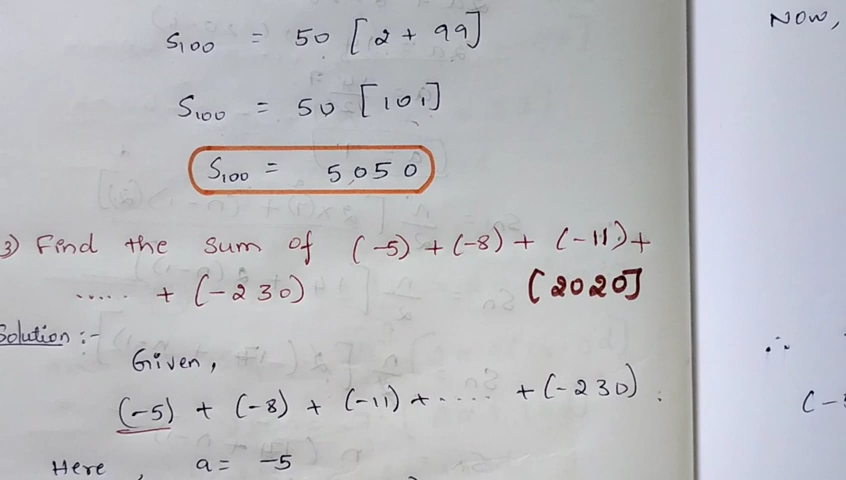 S100 = 50 [2 + 99]
S100 = 50 [101]
S100 = 5050
3) Find the sum of (-5) + (-8) + (-11) +
..... + (-230) [2020]
Solution :-
Given,
(-5) + (-8) + (-11) + ..... + (-230).
Here, a = -5
Now,
∴
(-